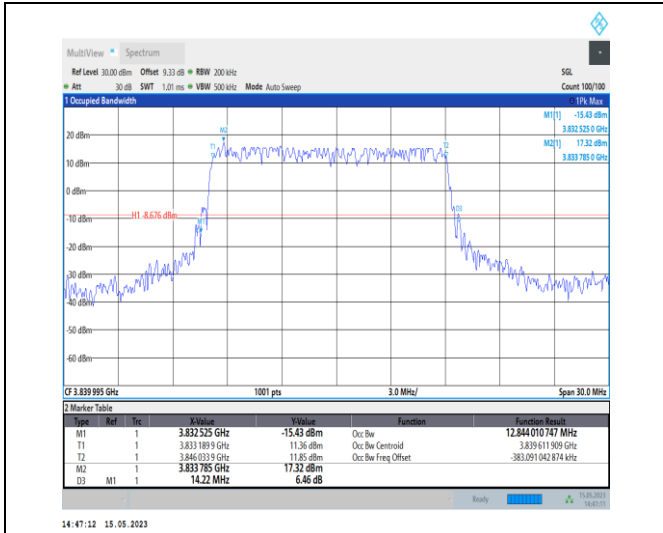 MultiView Spectrum
Ref Level 30.00 dBm Offset 9.33 dB RBW 200 kHz SGL
Att 30 dB SWT 1.01 ms VBW 500 kHz Mode Auto Sweep Count 100/100
1 Occupied Bandwidth 1Pk Max
M1[1] -15.43 dBm
3.832 525 0 GHz
M2[1] 17.32 dBm
3.833 785 0 GHz
M2
20 dBm
T1
T2
10 dBm
0 dBm
D3
H1 -8.676 dBm
-10 dBm
M1
-20 dBm
-30 dBm
-40 dBm
-50 dBm
-60 dBm
CF 3.839 995 GHz 1001 pts 3.0 MHz/ Span 30.0 MHz
2 Marker Table
Type Ref Trc X-Value Y-Value Function Function Result
M1 1 3.832 525 GHz -15.43 dBm Occ Bw 12.844 010 747 MHz
T1 1 3.833 189 9 GHz 11.36 dBm Occ Bw Centroid 3.839 611 909 GHz
T2 1 3.846 033 9 GHz 11.85 dBm Occ Bw Freq Offset -383.091 042 874 kHz
M2 1 3.833 785 GHz 17.32 dBm
D3 M1 1 14.22 MHz 6.46 dB
Ready 15.05.2023
14:47:11
14:47:12 15.05.2023